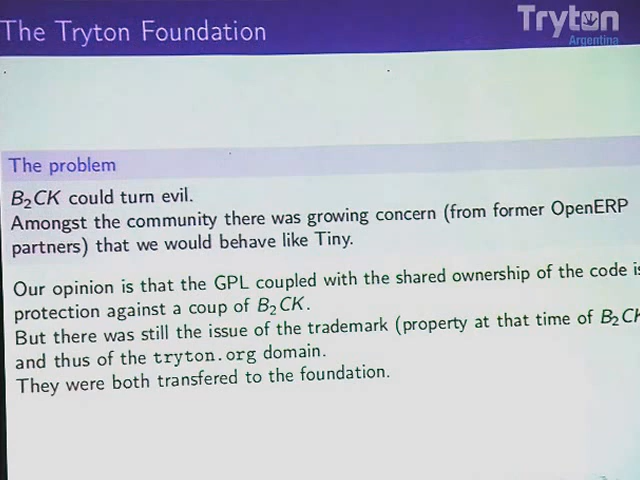 The Tryton Foundation
Tryton
Argentina
The problem
B₂CK could turn evil.
Amongst the community there was growing concern (from former OpenERP
partners) that we would behave like Tiny.
Our opinion is that the GPL coupled with the shared ownership of the code is
protection against a coup of B₂CK.
But there was still the issue of the trademark (property at that time of B₂CK
and thus of the tryton.org domain.
They were both transfered to the foundation.